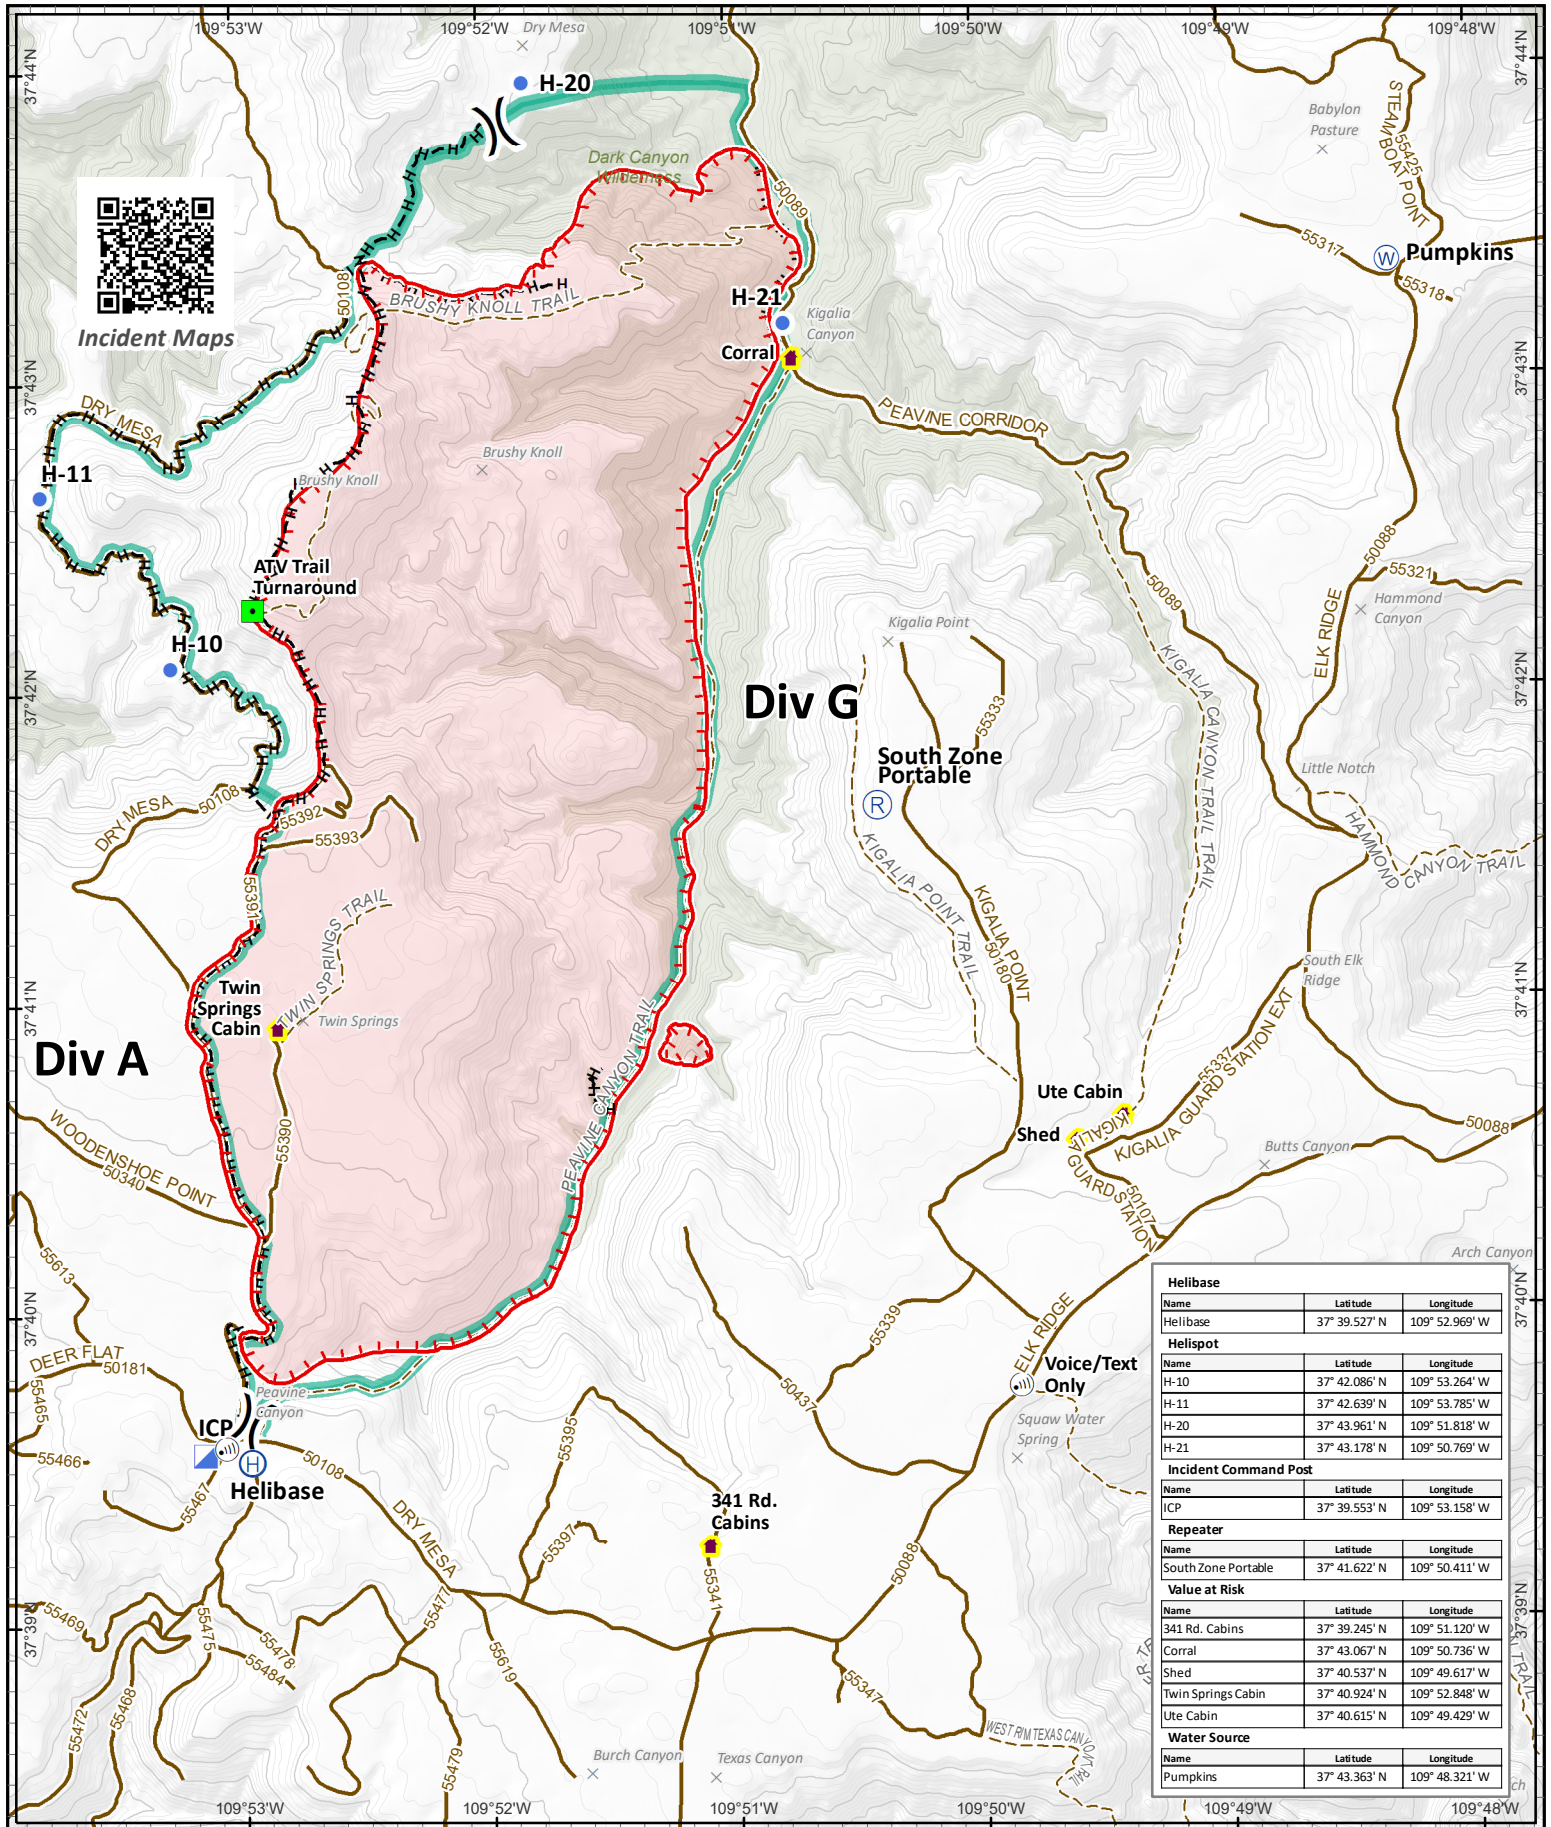 109°53'W
109°52'W
109°51'W
109°50'W
109°49'W
109°48'W
37°44'N
37°44'N
Dry Mesa
H-20
Dark Canyon
Wilderness
Babylon
Pasture
55425
STEAMBOAT POINT
50089
55317
Pumpkins
W
55318
Incident Maps
50108
BRUSHY KNOLL TRAIL
H-21
Kigalia
Canyon
Corral
37°43'N
37°43'N
DRY MESA
PEAVINE CORRIDOR
H-11
Brushy Knoll
Brushy Knoll
ATV Trail
Turnaround
50089
50088
55321
Hammond
Canyon
ELK RIDGE
H-10
Kigalia Point
37°42'N
37°42'N
Div G
55333
KIGALIA CANYON-TRAIL TRAIL
South Zone
Portable
R
Little Notch
DRY MESA
50108
55392
55393
KIGALIA POINT TRAIL
HAMMOND CANYON TRAIL
55391
TWIN SPRINGS TRAIL
KIGALIA POINT
50180
South Elk
Ridge
37°41'N
37°41'N
Twin
Springs
Cabin
Twin Springs
Div A
PEAVINE CANYON TRAIL
55337
KIGALIA GUARD STATION EXT
Ute Cabin
Shed
KIGALIA GUARD STATION
50107
50088
Butts Canyon
WOODENSHOE POINT
50340
55390
Arch Canyon
55613
37°40'N
37°40'N
55339
ELK RIDGE
DEER FLAT
50181
55465
Peavine
Canyon
Voice/Text
Only
50437
Squaw Water
Spring
ICP
H
Helibase
55466
55467
50108
55395
DRY MESA
341 Rd.
Cabins
55397
55341
50088
37°39'N
37°39'N
55469
55475
55478
55484
55477
55619
55347
55472
55468
55479
WEST RIM TEXAS CANYON TRAIL
Burch Canyon
Texas Canyon
Helibase
Name Latitude Longitude
Helibase 37° 39.527' N 109° 52.969' W
Helispot
Name Latitude Longitude
H-10 37° 42.086' N 109° 53.264' W
H-11 37° 42.639' N 109° 53.785' W
H-20 37° 43.961' N 109° 51.818' W
H-21 37° 43.178' N 109° 50.769' W
Incident Command Post
Name Latitude Longitude
ICP 37° 39.553' N 109° 53.158' W
Repeater
Name Latitude Longitude
South Zone Portable 37° 41.622' N 109° 50.411' W
Value at Risk
Name Latitude Longitude
341 Rd. Cabins 37° 39.245' N 109° 51.120' W
Corral 37° 43.067' N 109° 50.736' W
Shed 37° 40.537' N 109° 49.617' W
Twin Springs Cabin 37° 40.924' N 109° 52.848' W
Ute Cabin 37° 40.615' N 109° 49.429' W
Water Source
Name Latitude Longitude
Pumpkins 37° 43.363' N 109° 48.321' W
109°53'W
109°52'W
109°51'W
109°50'W
109°49'W
109°48'W